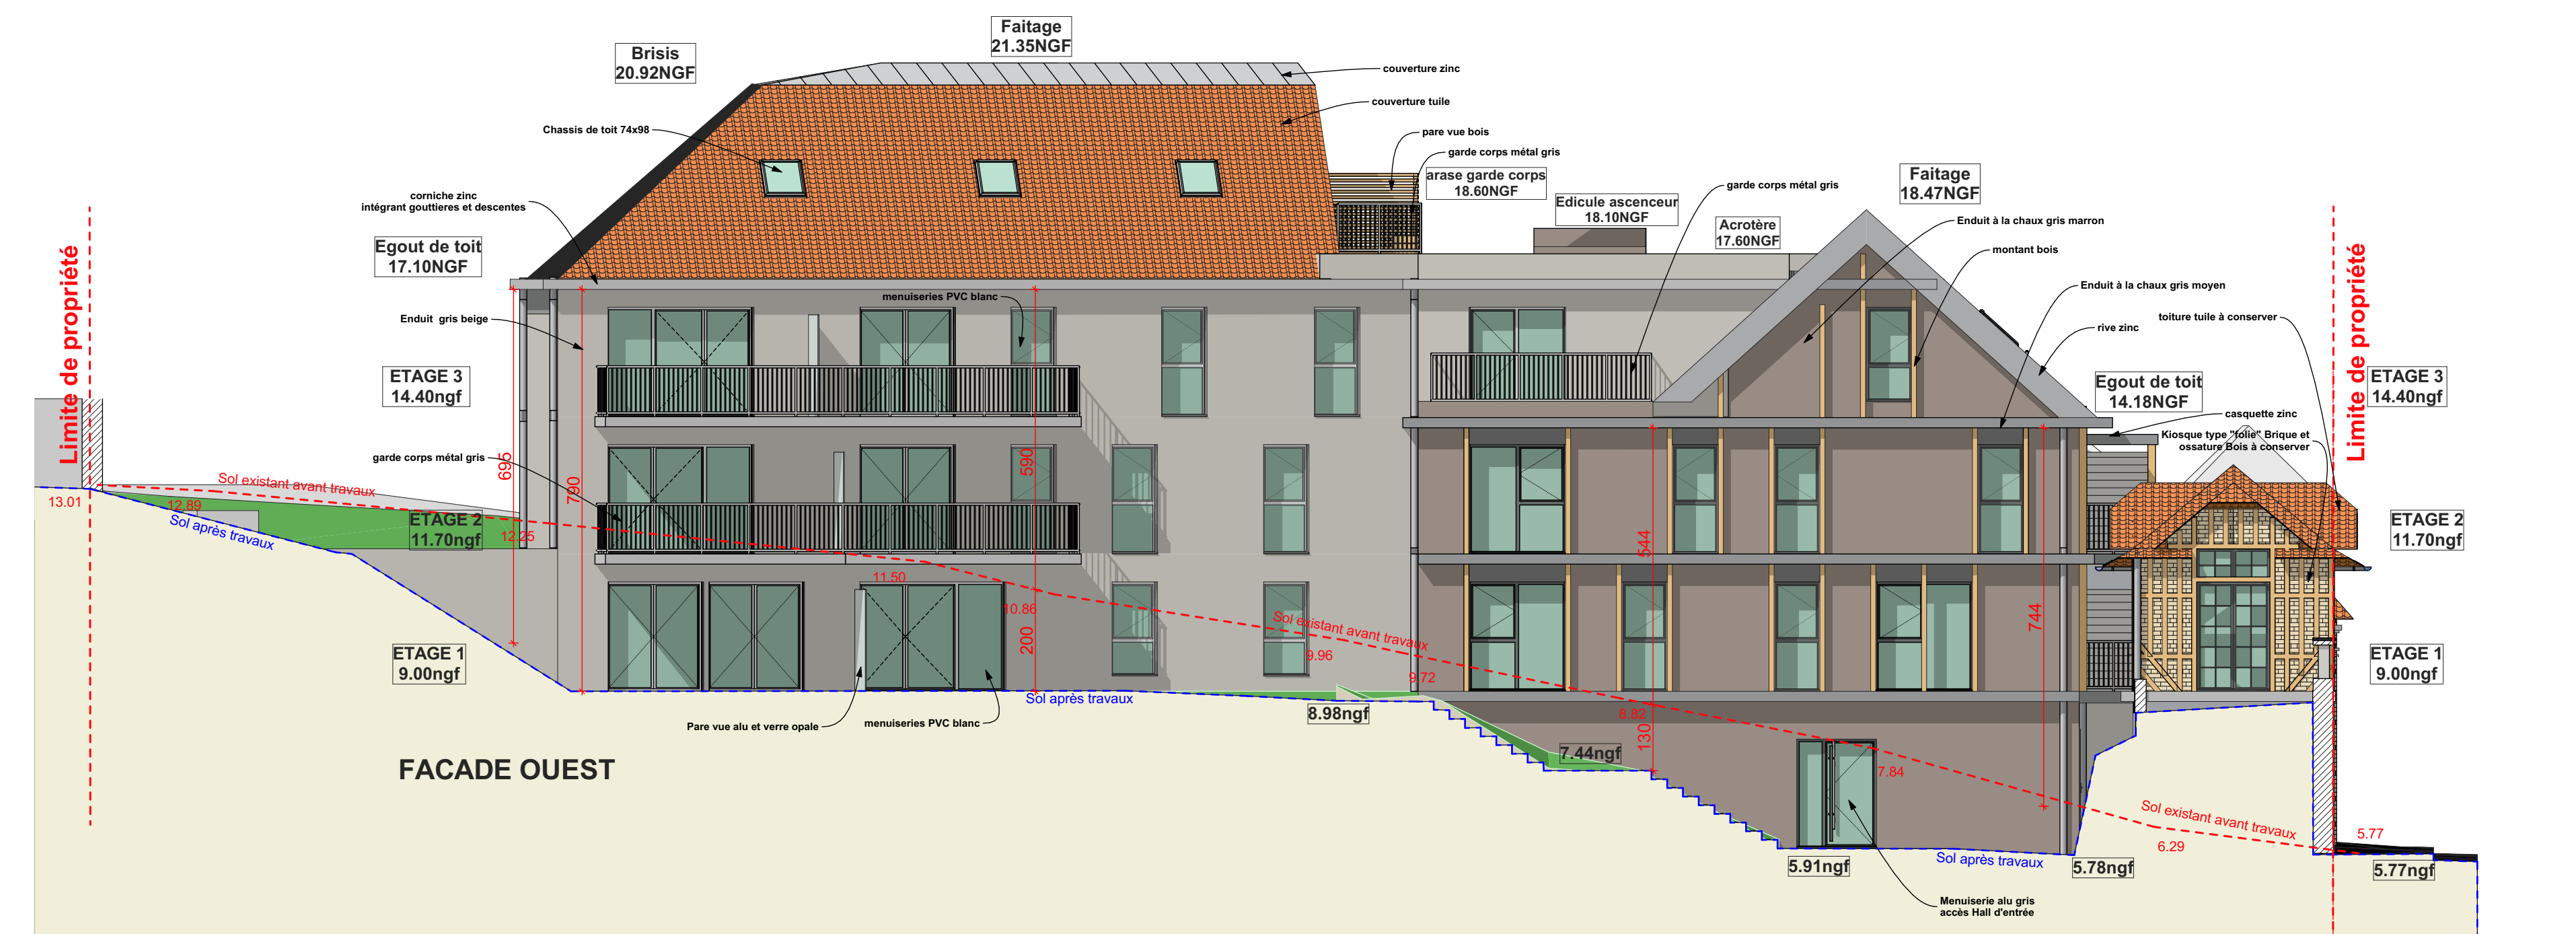 Faitage
21.35NGF
Brisis
20.92NGF
couverture zinc
couverture tuile
Chassis de toit 74x98
pare vue bois
garde corps métal gris
arase garde corps
18.60NGF
Edicule ascenceur
18.10NGF
garde corps métal gris
Acrotère
17.60NGF
Faitage
18.47NGF
Enduit à la chaux gris marron
montant bois
corniche zinc
intégrant gouttieres et descentes
Egout de toit
17.10NGF
Enduit à la chaux gris moyen
rive zinc
toiture tuile à conserver
menuiseries PVC blanc
Enduit  gris beige
Limite de propriété
Limite de propriété
ETAGE 3
14.40ngf
ETAGE 3
14.40ngf
Egout de toit
14.18NGF
casquette zinc
Kiosque type "folie" Brique et
ossature Bois à conserver
garde corps métal gris
695
790
590
Sol existant avant travaux
13.01
12.89
Sol après travaux
ETAGE 2
11.70ngf
12.25
ETAGE 2
11.70ngf
544
11.50
10.86
200
Sol existant avant travaux
9.96
9.72
744
ETAGE 1
9.00ngf
ETAGE 1
9.00ngf
Sol après travaux
8.98ngf
8.82
130
Pare vue alu et verre opale
menuiseries PVC blanc
7.44ngf
7.84
FACADE OUEST
Sol existant avant travaux
6.29
5.77
5.91ngf
Sol après travaux
5.78ngf
5.77ngf
Menuiserie alu gris
accès Hall d'entrée